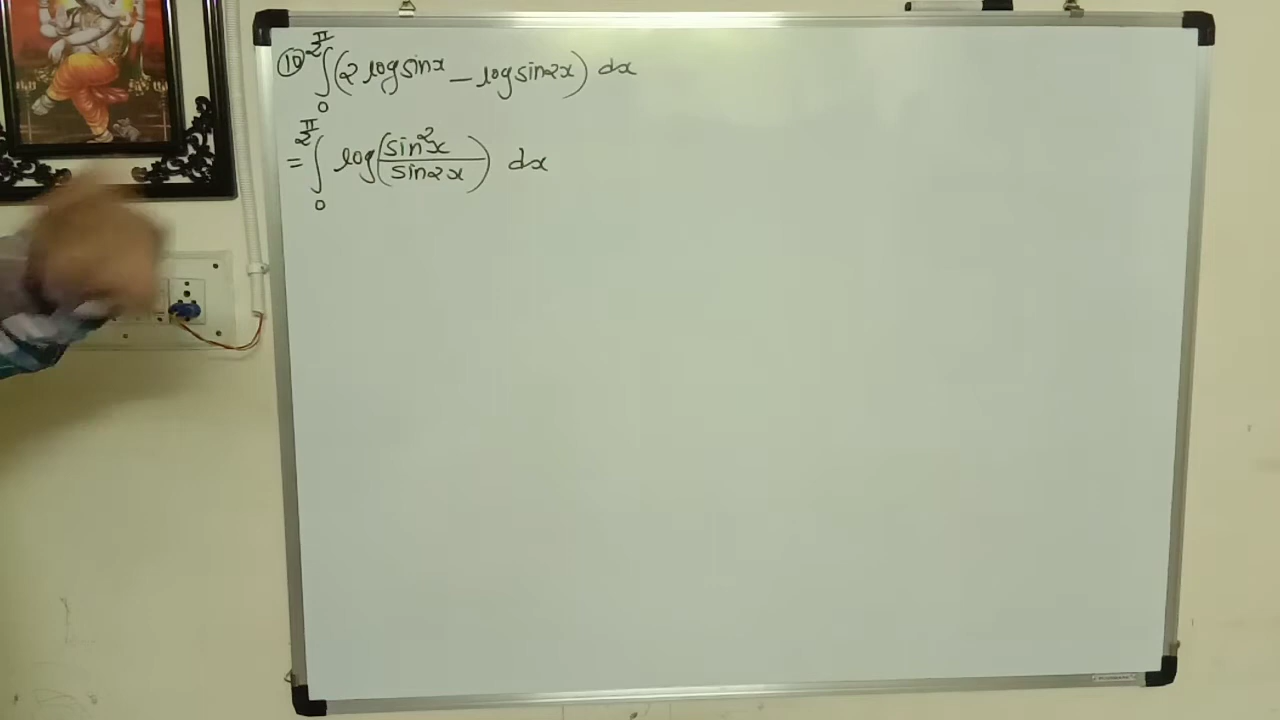 ⑩ ∫₀^{π/2} (2 log sin x − log sin 2x) dx
= ∫₀^{π/2} log(sin²x / sin 2x) dx